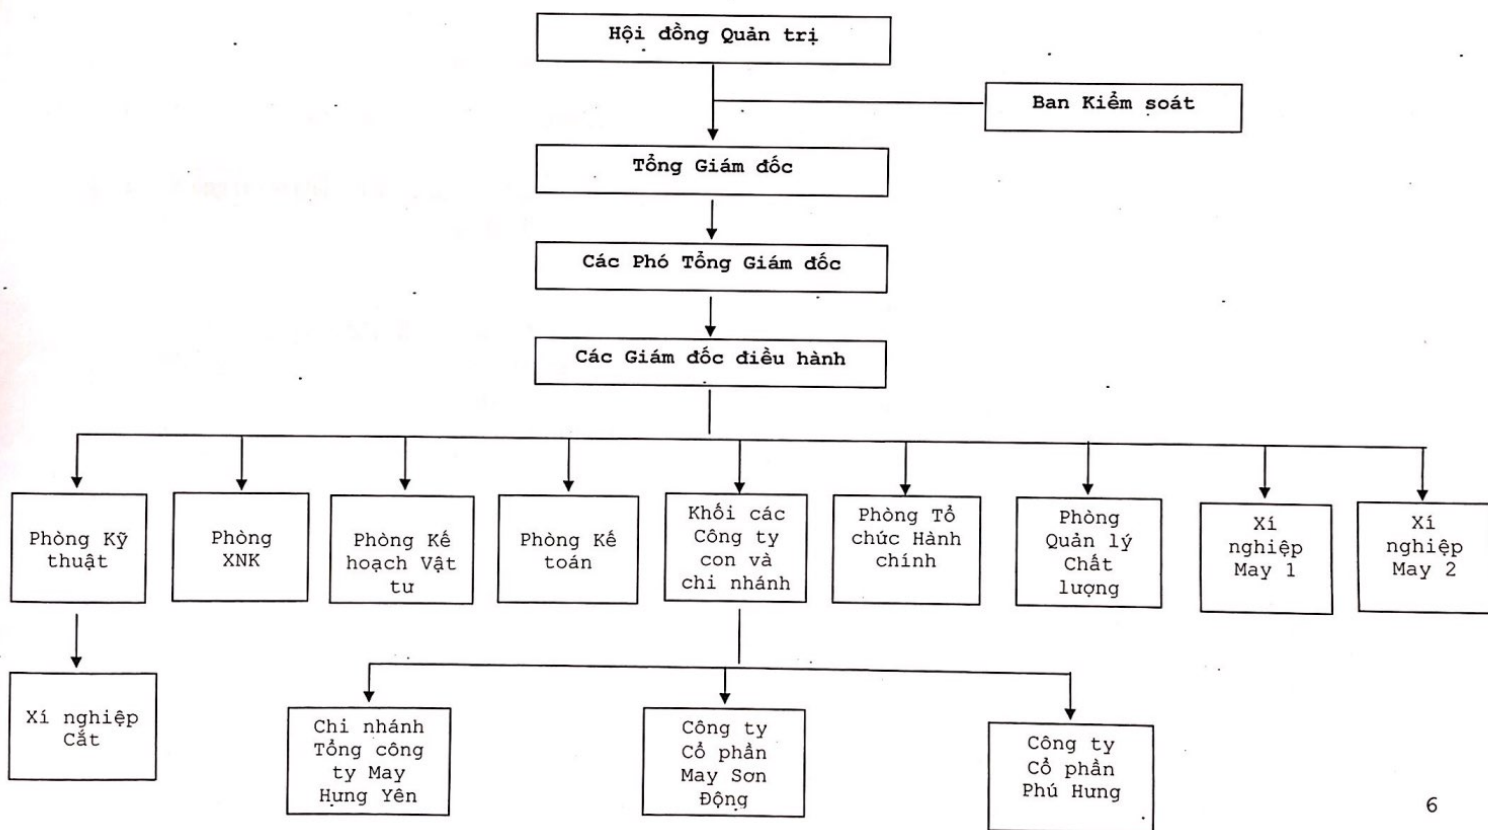 Hội đồng Quản trị
Ban Kiểm soát
Tổng Giám đốc
Các Phó Tổng Giám đốc
Các Giám đốc điều hành
Phòng Kỹ
thuật
Phòng
XNK
Phòng Kế
hoạch Vật
tư
Phòng Kế
toán
Khối các
Công ty
con và
chi nhánh
Phòng Tổ
chức Hành
chính
Phòng
Quản lý
Chất
lượng
Xí
nghiệp
May 1
Xí
nghiệp
May 2
Xí nghiệp
Cắt
Chi nhánh
Tổng công
ty May
Hưng Yên
Công ty
Cổ phần
May Sơn
Động
Công ty
Cổ phần
Phú Hưng
6